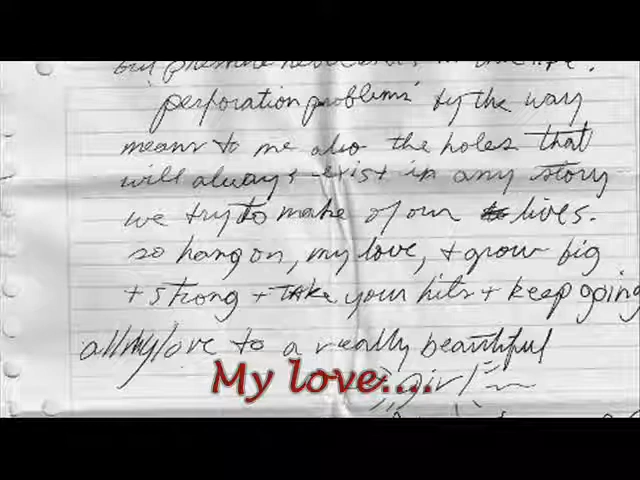 'perforation problems' by the way
means to me also the holes that
will always exist in any story
we try to make of our lives.
so hang on, my love, + grow big
+ strong + take your hits + keep going
all my love to a really beautiful
girl
My love....